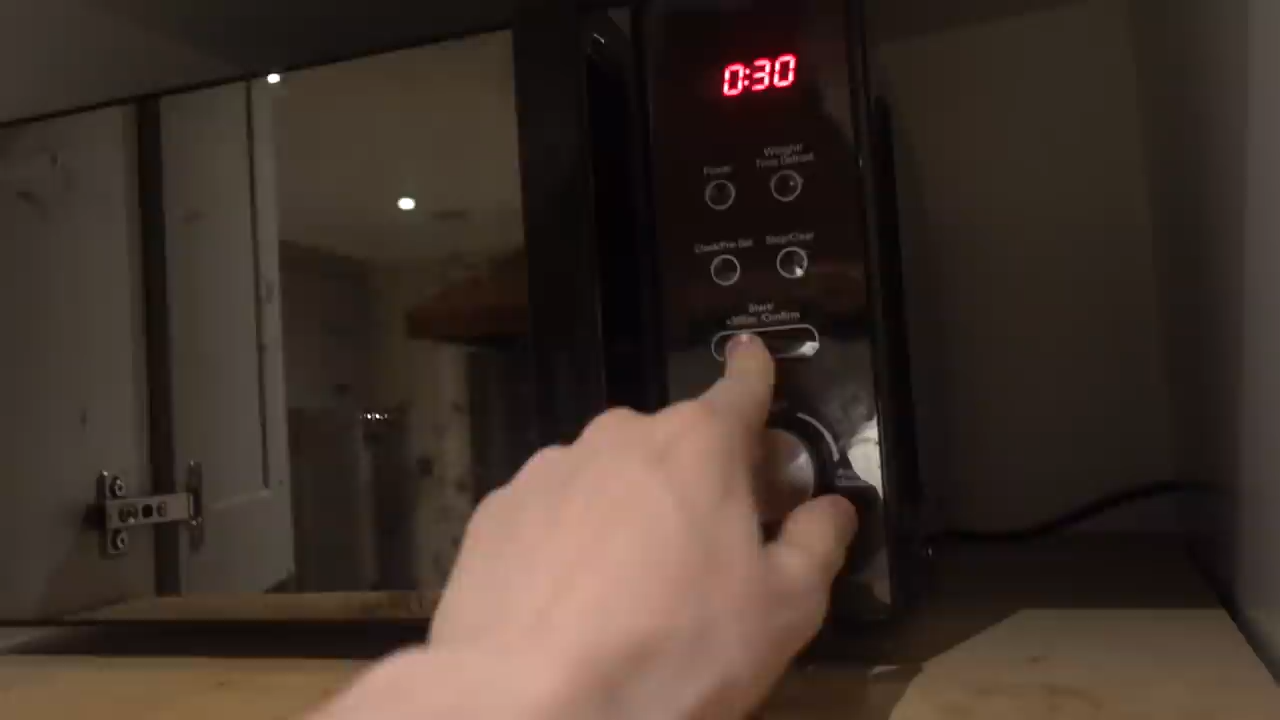 0:30
Power
Weight/
Time Defrost
Clock/Pre-Set
Stop/Clear
Start/
+30Sec./Confirm